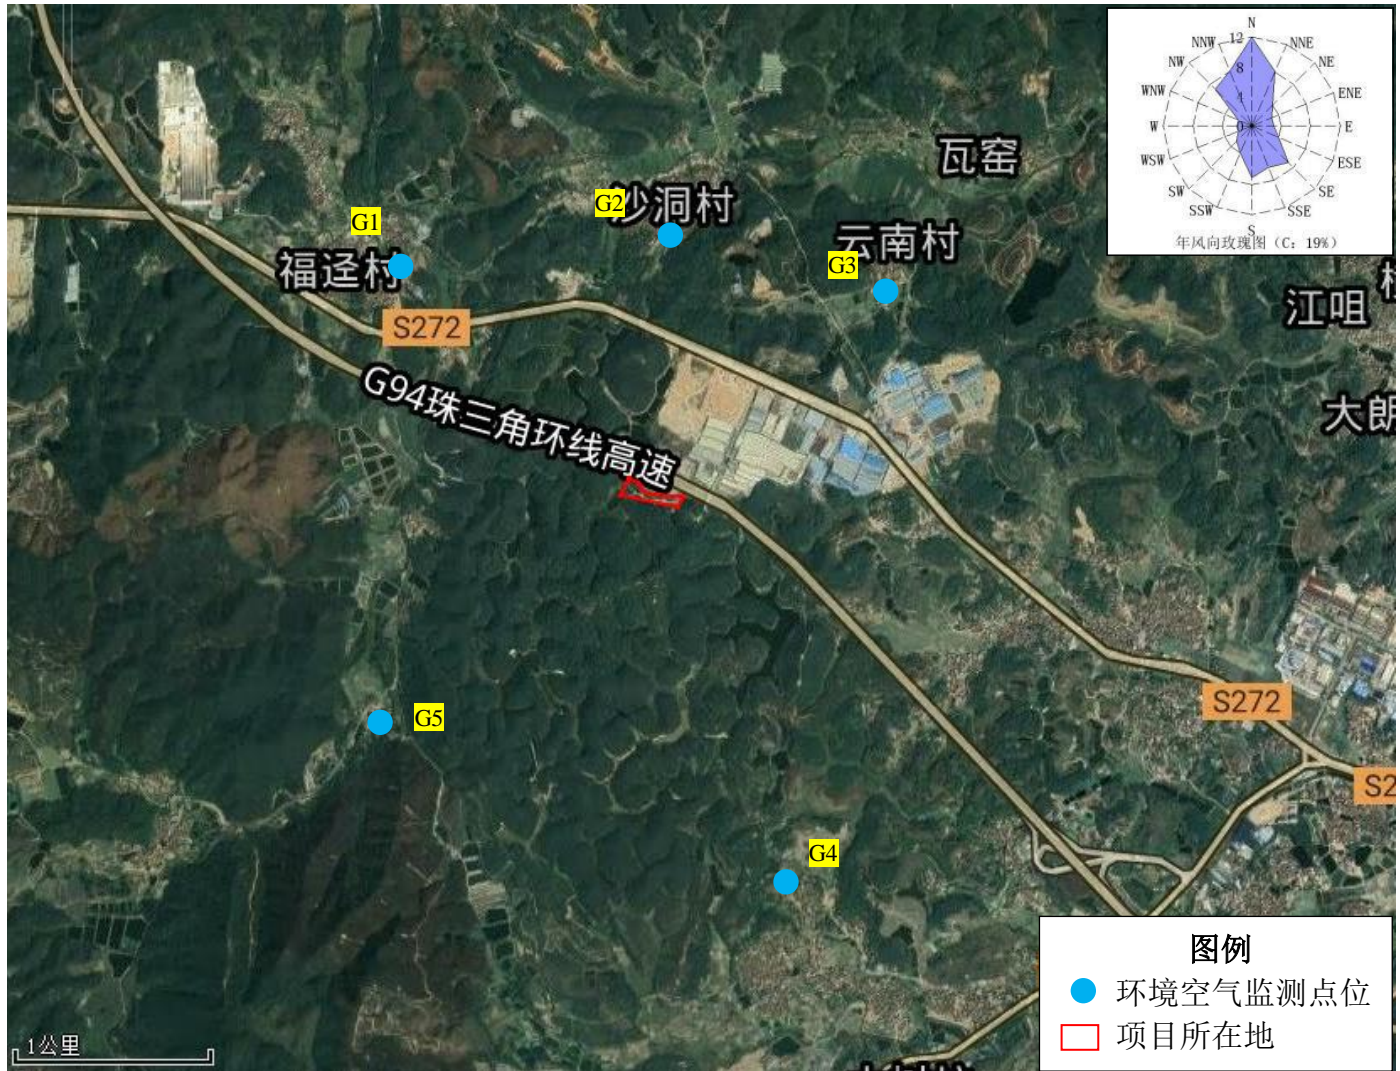 N
NNW
12
NNE
NW
8
NE
WNW
4
ENE
W
0
E
WSW
ESE
SW
SE
SSW
SSE
S
年风向玫瑰图（C: 19%）
瓦窑
G2
沙洞村
G1
云南村
福迳村
G3
江咀
S272
大朗
G94珠三角环线高速
S272
G5
S2
G4
图例
环境空气监测点位
项目所在地
1公里